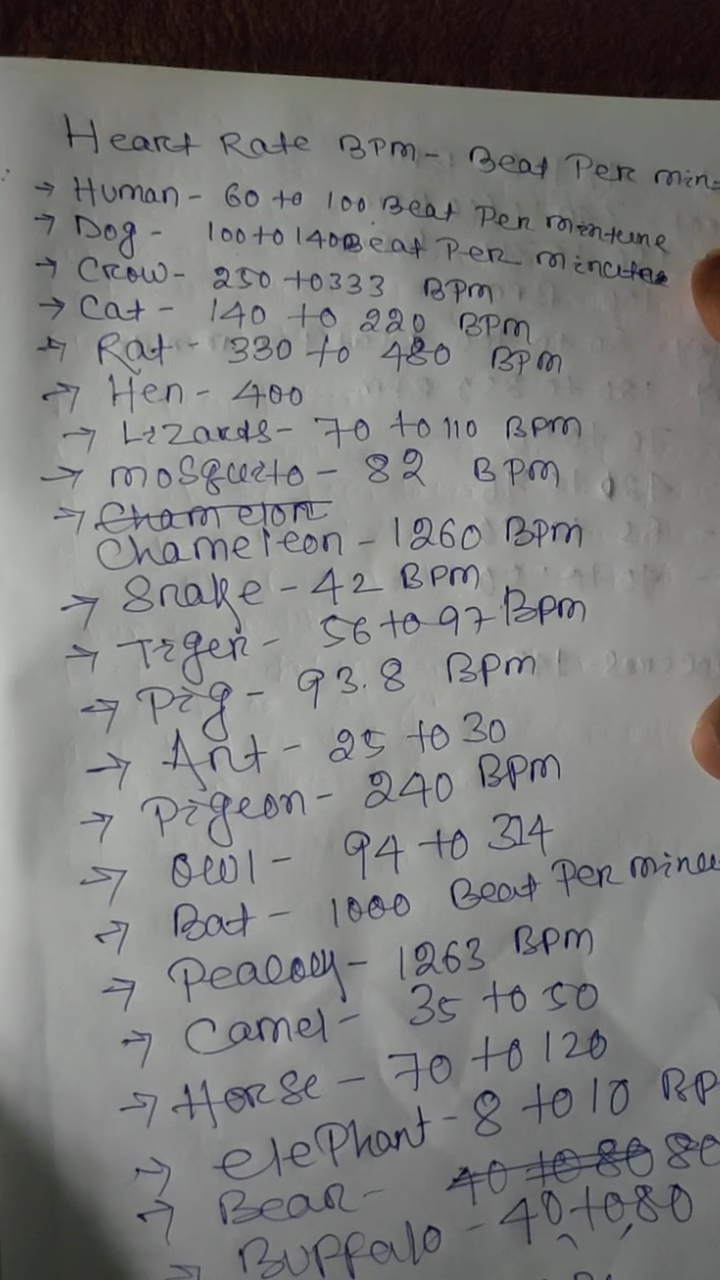 Heart Rate BPM - Beat Per min
→ Human - 60 to 100 Beat Per mintune
→ Dog - 100 to 140 Beat Per minutes
→ Crow - 250 to 333 BPM
→ Cat - 140 to 220 BPM
→ Rat - 330 to 480 BPM
→ Hen - 400
→ Lizards - 70 to 110 BPM
→ mosquito - 82 BPM
→ Chamelon
Chameleon - 1260 BPM
→ Snake - 42 BPM
→ Tiger - 56 to 97 BPM
→ Pig - 93.8 BPM
→ Ant - 25 to 30
→ Pigeon - 240 BPM
→ Owl - 94 to 314
→ Bat - 1000 Beat Per minu
→ Peacock - 1263 BPM
→ Camel - 35 to 50
→ Horse - 70 to 120
→ elephant - 8 to 10 BP
→ Bear - 40 to 80 80
→ Buffalo - 40 to 80